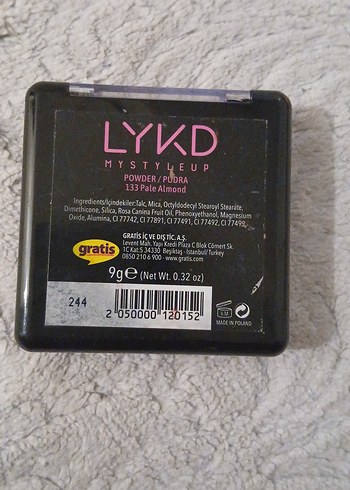 LYKD
MYSTYLEUP
POWDER / PUDRA
133 Pale Almond
Ingredients/İçindekiler:Talc, Mica, Octyldodecyl Stearoyl Stearate,
Dimethicone, Silica, Rosa Canina Fruit Oil, Phenoxyethanol, Magnesium
Oxide, Alumina, CI 77742, CI 77891, CI 77491, CI 77492, CI 77499.
gratis
GRATİS İÇ VE DIŞ TİC. A.Ş.
Levent Mah. Yapı Kredi Plaza C Blok Cömert Sk.
1C Kat:5 34330 Beşiktaş - İstanbul/ Turkey
0850 210 6 900 · www.gratis.com
9g e (Net Wt. 0.32 oz)
244
2 050000 120152
MADE IN POLAND